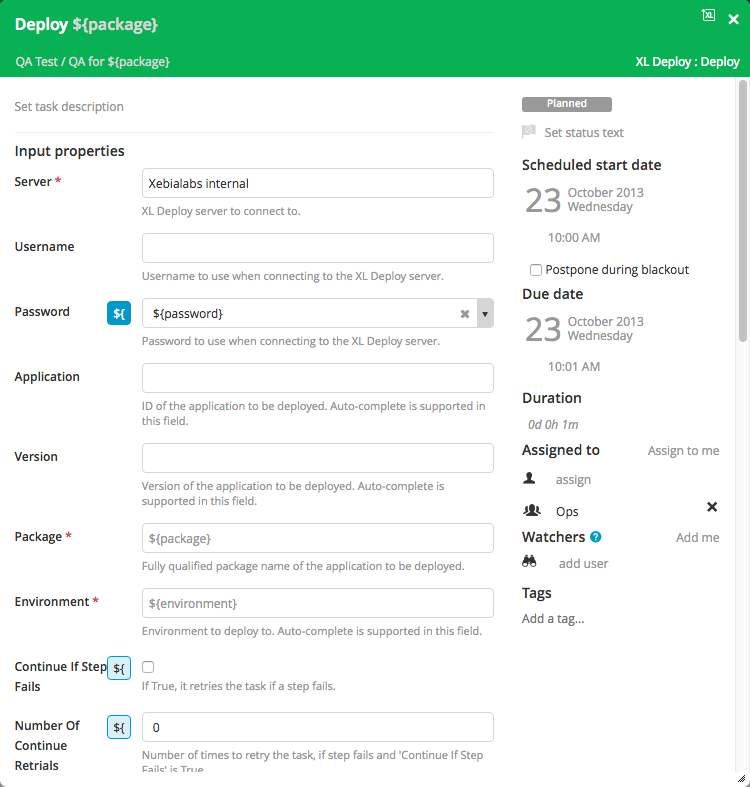 Deploy ${package}
XL
QA Test / QA for ${package}
XL Deploy : Deploy
Set task description
Input properties
Server *
Xebialabs internal
XL Deploy server to connect to.
Username
Username to use when connecting to the XL Deploy server.
Password
${
${password}
Password to use when connecting to the XL Deploy server.
Application
ID of the application to be deployed. Auto-complete is supported in
this field.
Version
Version of the application to be deployed. Auto-complete is
supported in this field.
Package *
${package}
Fully qualified package name of the application to be deployed.
Environment *
${environment}
Environment to deploy to. Auto-complete is supported in this field.
Continue If Step
Fails
${
If True, it retries the task if a step fails.
Number Of
Continue
Retrials
${
0
Number of times to retry the task, if step fails and 'Continue If Step
Fails' is True
Planned
Set status text
Scheduled start date
23
October 2013
Wednesday
10:00 AM
Postpone during blackout
Due date
23
October 2013
Wednesday
10:01 AM
Duration
0d 0h 1m
Assigned to
Assign to me
assign
Ops
Watchers ?
Add me
add user
Tags
Add a tag...